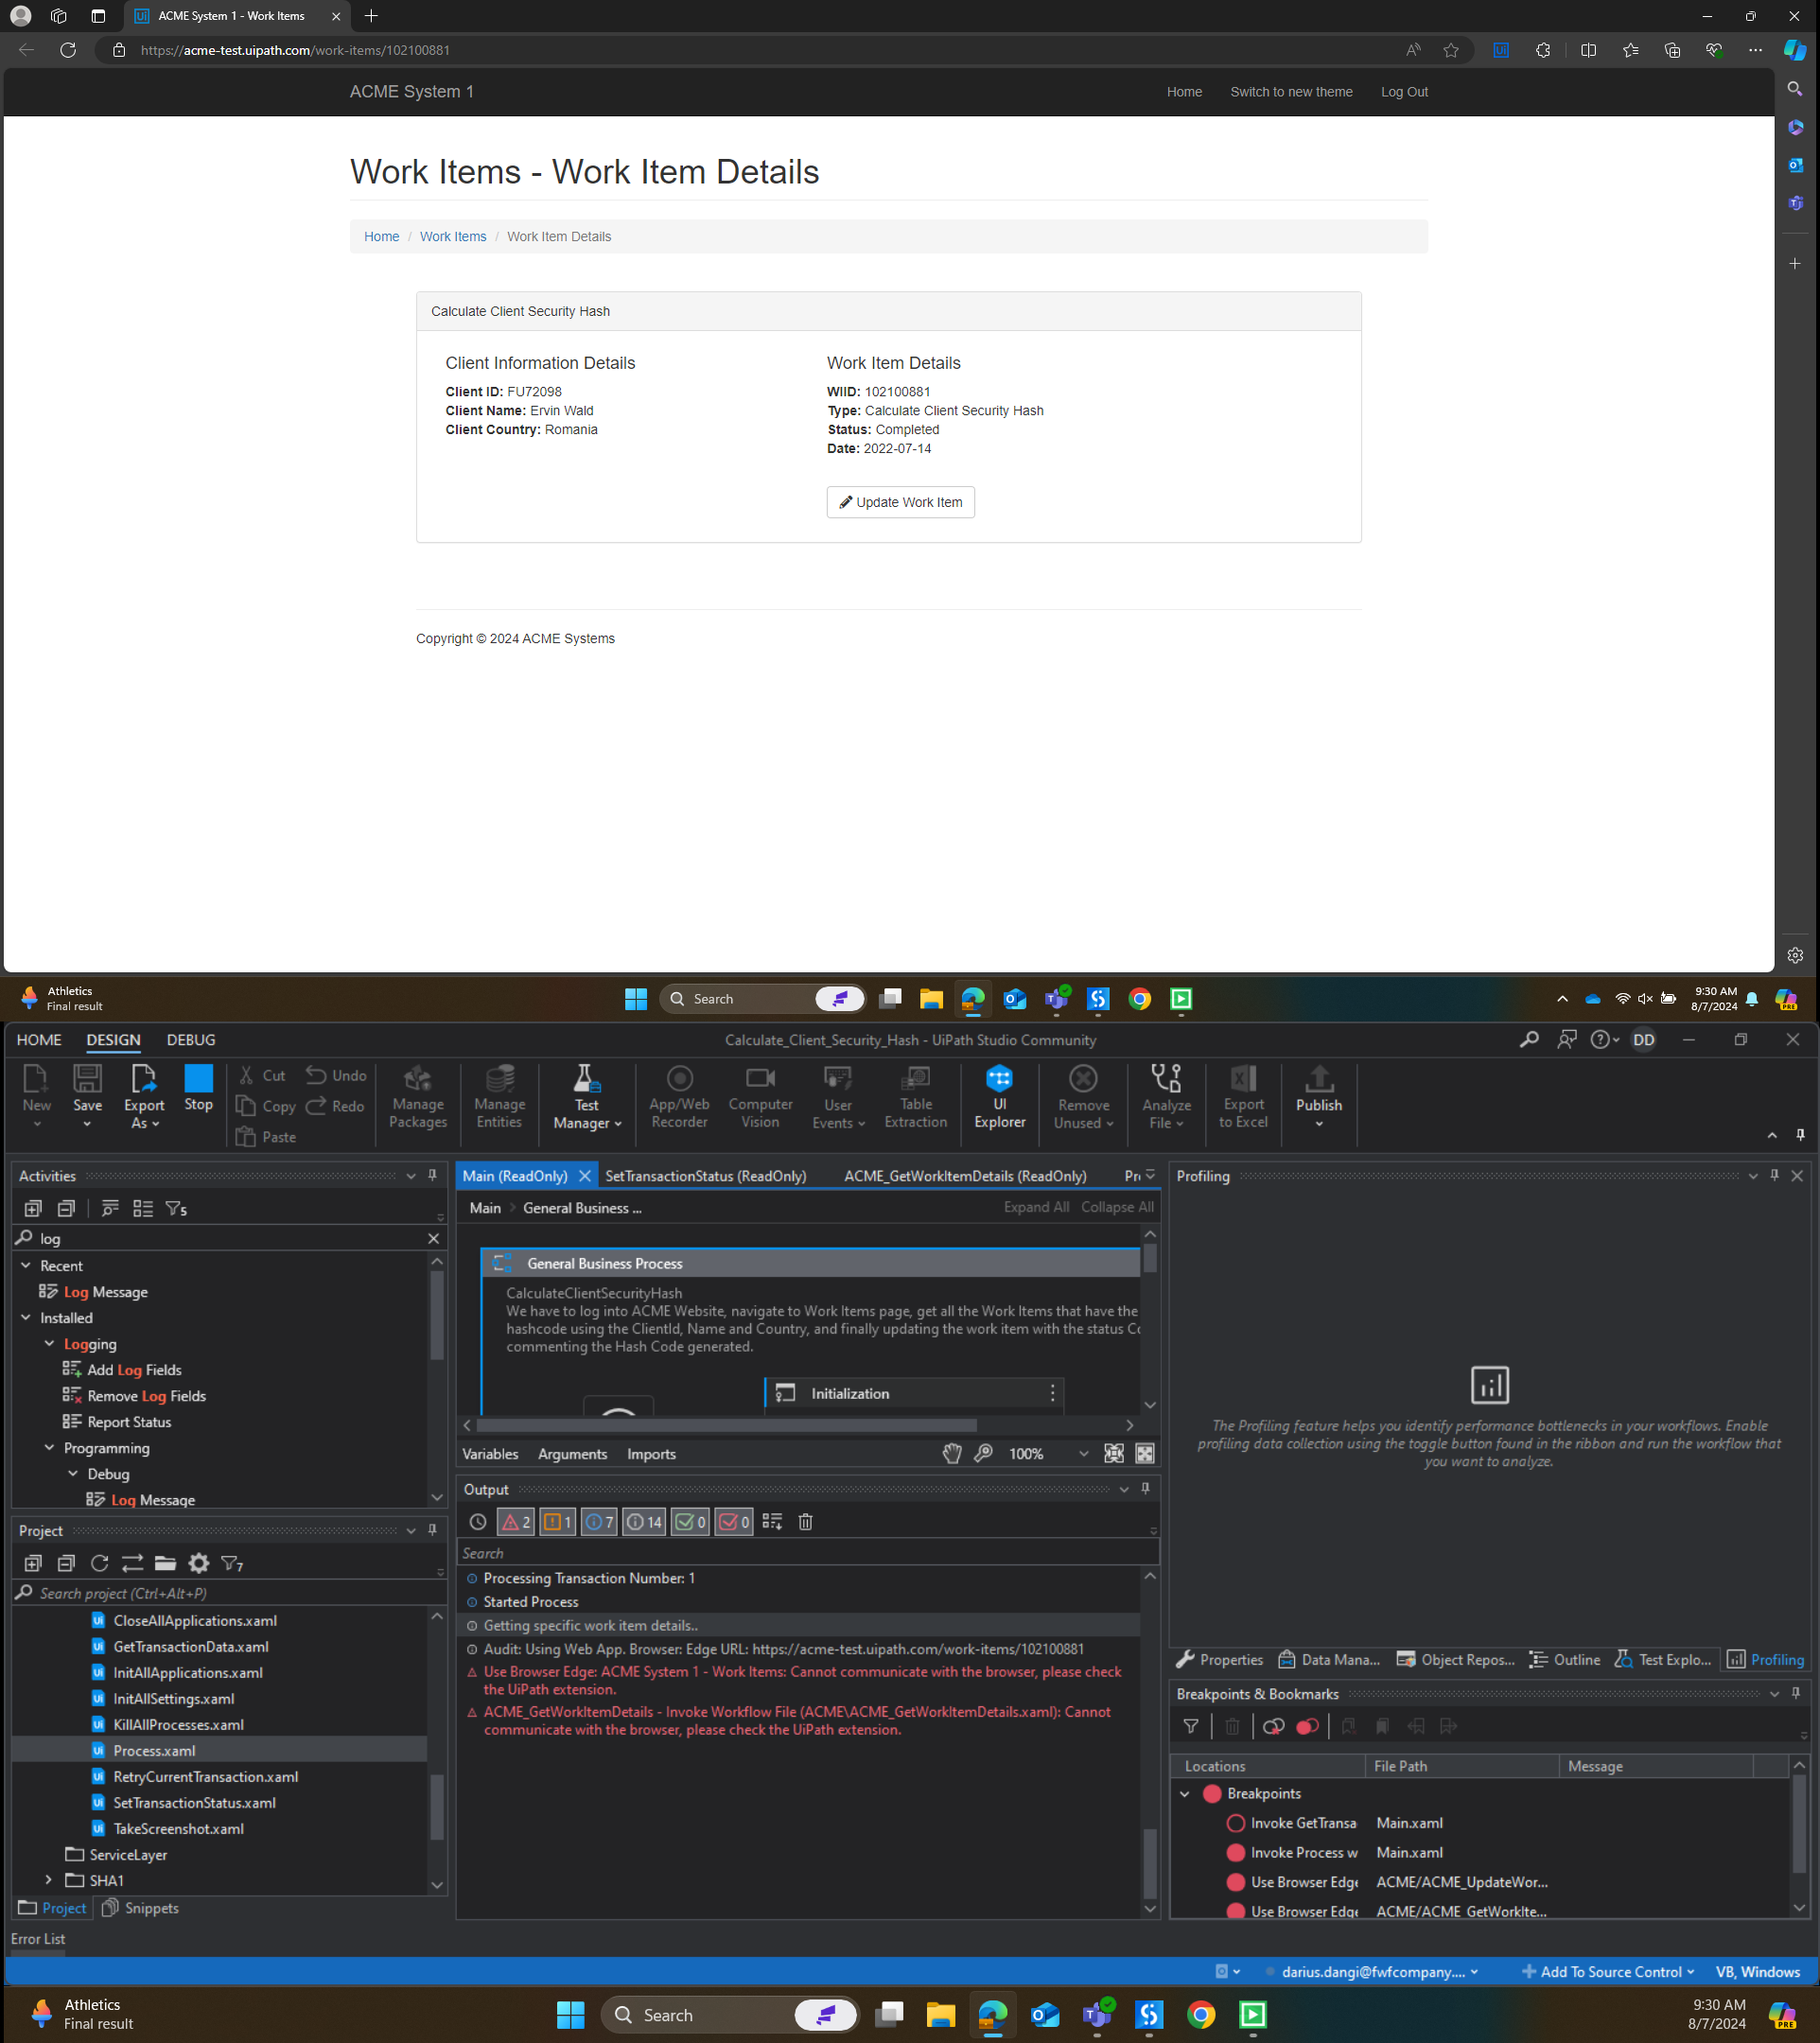 ACME System 1 - Work Items
https://acme-test.uipath.com/work-items/102100881
ACME System 1
Home
Switch to new theme
Log Out
Work Items - Work Item Details
Home / Work Items / Work Item Details
Calculate Client Security Hash
Client Information Details
Client ID: FU72098
Client Name: Ervin Wald
Client Country: Romania
Work Item Details
WIID: 102100881
Type: Calculate Client Security Hash
Status: Completed
Date: 2022-07-14
Update Work Item
Copyright © 2024 ACME Systems
Athletics
Final result
Search
9:30 AM
8/7/2024
HOME
DESIGN
DEBUG
Calculate_Client_Security_Hash - UiPath Studio Community
DD
New
Save
Export As
Stop
Cut
Copy
Paste
Undo
Redo
Manage Packages
Manage Entities
Test Manager
App/Web Recorder
Computer Vision
User Events
Table Extraction
UI Explorer
Remove Unused
Analyze File
Export to Excel
Publish
Activities
5
log
Recent
Log Message
Installed
Logging
Add Log Fields
Remove Log Fields
Report Status
Programming
Debug
Log Message
Project
7
Search project (Ctrl+Alt+P)
CloseAllApplications.xaml
GetTransactionData.xaml
InitAllApplications.xaml
InitAllSettings.xaml
KillAllProcesses.xaml
Process.xaml
RetryCurrentTransaction.xaml
SetTransactionStatus.xaml
TakeScreenshot.xaml
ServiceLayer
SHA1
Project
Snippets
Error List
Main (ReadOnly)
SetTransactionStatus (ReadOnly)
ACME_GetWorkItemDetails (ReadOnly)
Main > General Business ...
Expand All
Collapse All
General Business Process
CalculateClientSecurityHash
We have to log into ACME Website, navigate to Work Items page, get all the Work Items that have the
hashcode using the ClientId, Name and Country, and finally updating the work item with the status Co
commenting the Hash Code generated.
Initialization
Variables
Arguments
Imports
100%
Output
2
1
7
14
0
0
Search
Processing Transaction Number: 1
Started Process
Getting specific work item details..
Audit: Using Web App. Browser: Edge URL: https://acme-test.uipath.com/work-items/102100881
Use Browser Edge: ACME System 1 - Work Items: Cannot communicate with the browser, please check
the UiPath extension.
ACME_GetWorkItemDetails - Invoke Workflow File (ACME\ACME_GetWorkItemDetails.xaml): Cannot
communicate with the browser, please check the UiPath extension.
Profiling
The Profiling feature helps you identify performance bottlenecks in your workflows. Enable
profiling data collection using the toggle button found in the ribbon and run the workflow that
you want to analyze.
Properties
Data Mana...
Object Repos...
Outline
Test Explo...
Profiling
Breakpoints & Bookmarks
Locations
File Path
Message
Breakpoints
Invoke GetTransa
Main.xaml
Invoke Process w
Main.xaml
Use Browser Edge
ACME/ACME_UpdateWor...
Use Browser Edge
ACME/ACME_GetWorkIte...
darius.dangi@fwfcompany....
Add To Source Control
VB, Windows
Athletics
Final result
Search
9:30 AM
8/7/2024